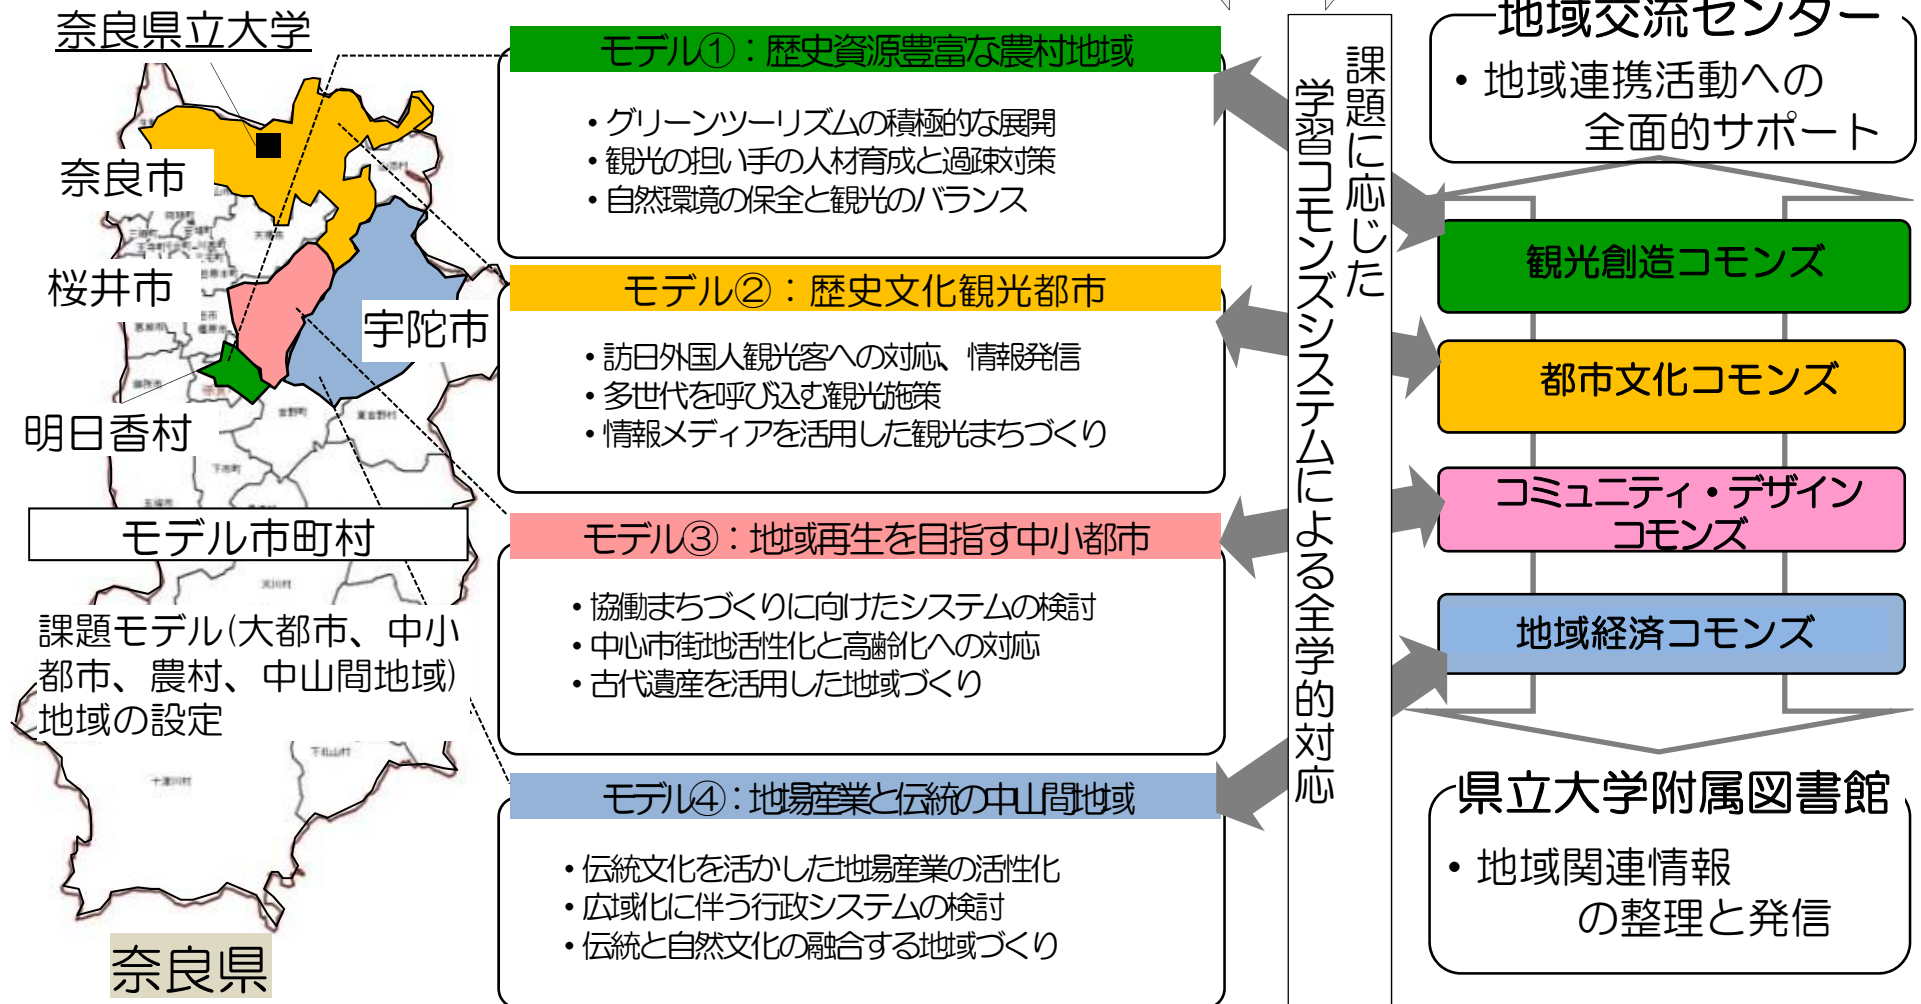 奈良県立大学
奈良市
桜井市
宇陀市
明日香村
天川村
下市町
吉野町
東吉野村
下北山村
十津川村
モデル市町村
課題モデル(大都市、中小
都市、農村、中山間地域)
地域の設定
奈良県
モデル①：歴史資源豊富な農村地域
・グリーンツーリズムの積極的な展開
・観光の担い手の人材育成と過疎対策
・自然環境の保全と観光のバランス
モデル②：歴史文化観光都市
・訪日外国人観光客への対応、情報発信
・多世代を呼び込む観光施策
・情報メディアを活用した観光まちづくり
モデル③：地域再生を目指す中小都市
・協働まちづくりに向けたシステムの検討
・中心市街地活性化と高齢化への対応
・古代遺産を活用した地域づくり
モデル④：地場産業と伝統の中山間地域
・伝統文化を活かした地場産業の活性化
・広域化に伴う行政システムの検討
・伝統と自然文化の融合する地域づくり
課題に応じた
学習コモンズシステムによる全学的対応
地域交流センター
・地域連携活動への
全面的サポート
観光創造コモンズ
都市文化コモンズ
コミュニティ・デザイン
コモンズ
地域経済コモンズ
県立大学附属図書館
・地域関連情報
の整理と発信